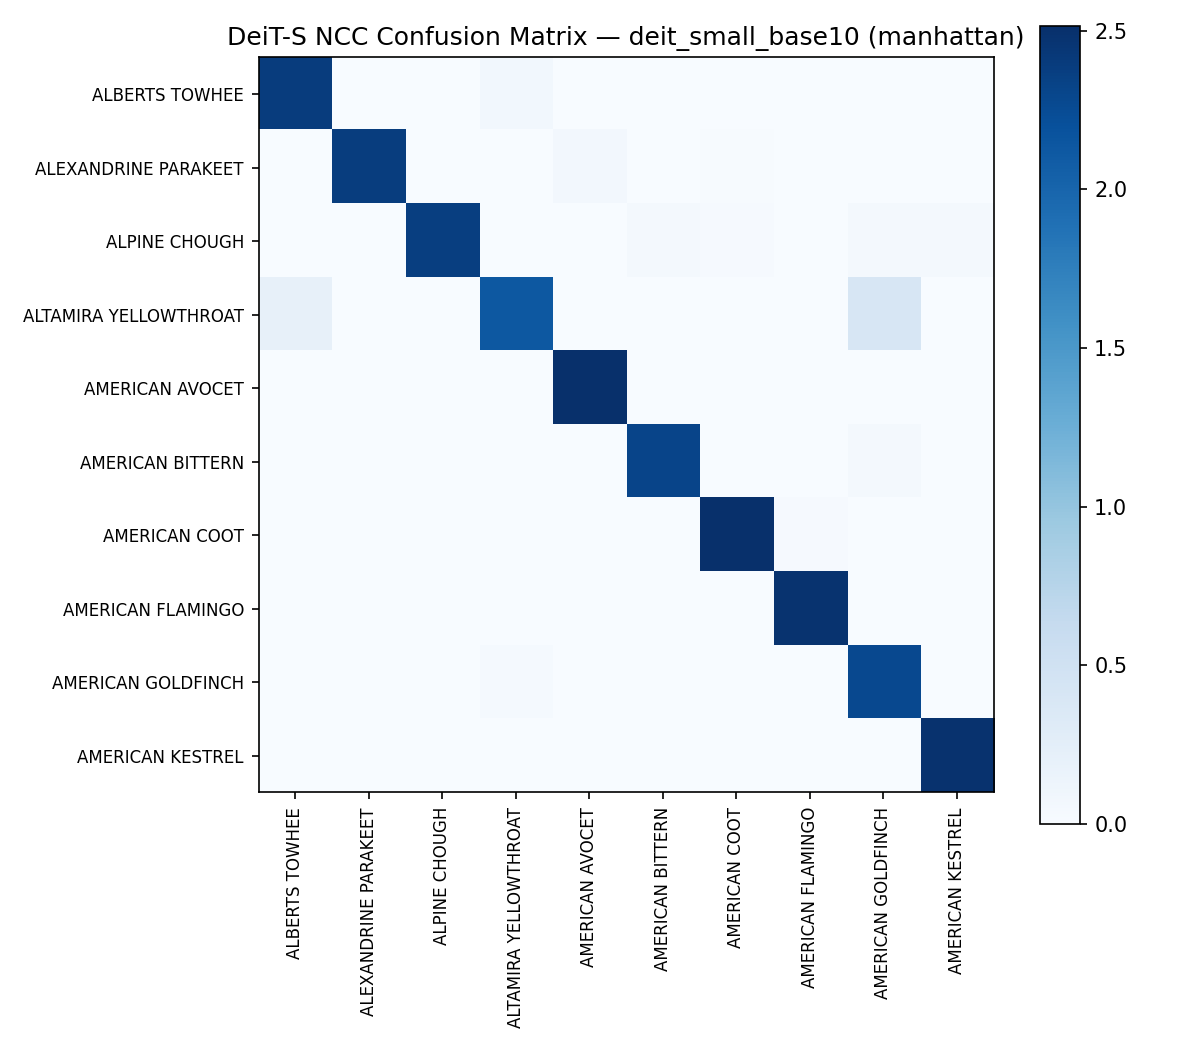 DeiT-S NCC Confusion Matrix — deit_small_base10 (manhattan)
ALBERTS TOWHEE
ALEXANDRINE PARAKEET
ALPINE CHOUGH
ALTAMIRA YELLOWTHROAT
AMERICAN AVOCET
AMERICAN BITTERN
AMERICAN COOT
AMERICAN FLAMINGO
AMERICAN GOLDFINCH
AMERICAN KESTREL
ALBERTS TOWHEE
ALEXANDRINE PARAKEET
ALPINE CHOUGH
ALTAMIRA YELLOWTHROAT
AMERICAN AVOCET
AMERICAN BITTERN
AMERICAN COOT
AMERICAN FLAMINGO
AMERICAN GOLDFINCH
AMERICAN KESTREL
2.5
2.0
1.5
1.0
0.5
0.0